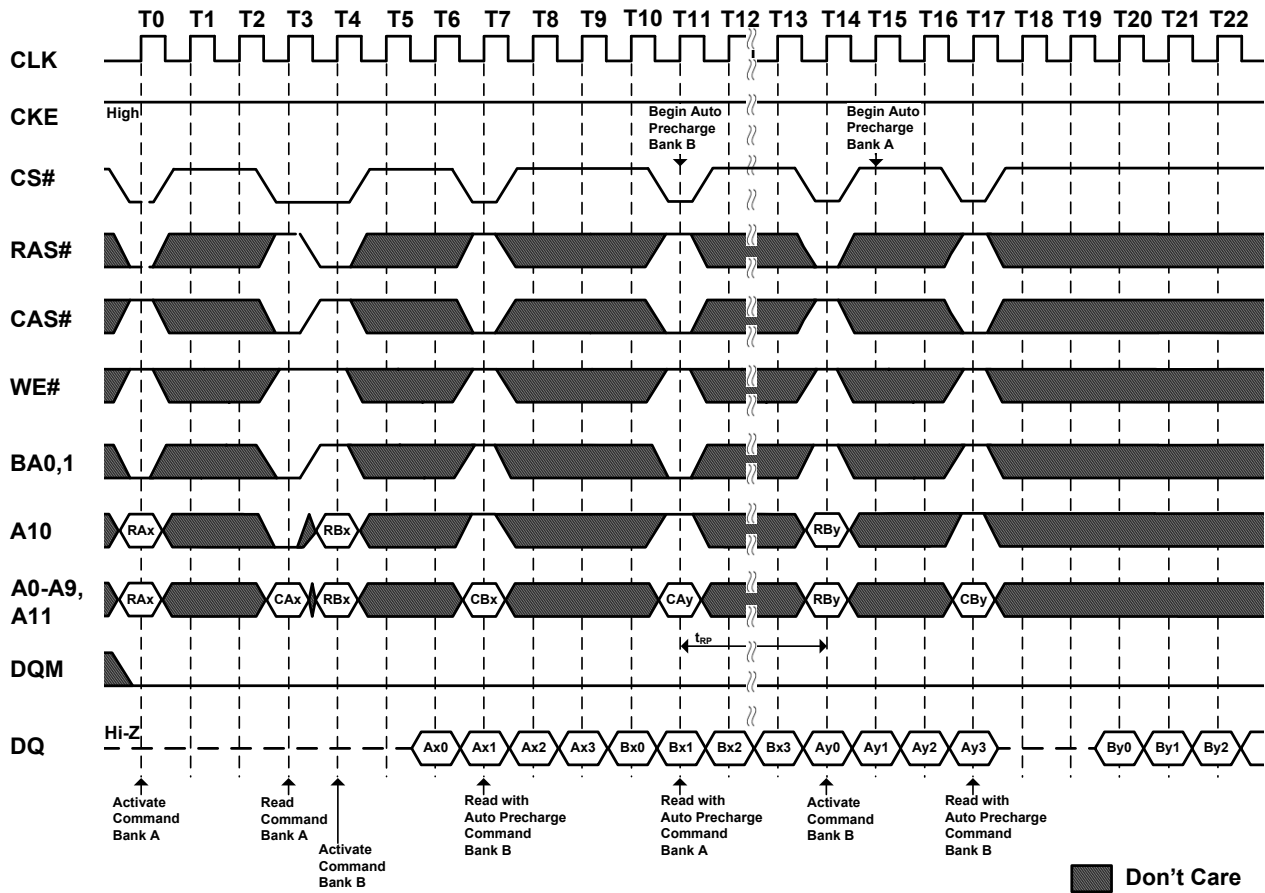 T0 T1 T2 T3 T4 T5 T6 T7 T8 T9 T10 T11 T12 T13 T14 T15 T16 T17 T18 T19 T20 T21 T22
CLK
CKE
High
Begin Auto
Precharge
Bank B
Begin Auto
Precharge
Bank A
CS#
RAS#
CAS#
WE#
BA0,1
A10
RAx RBx RBy
A0-A9,
A11
RAx CAx RBx CBx CAy RBy CBy
tRP
DQM
DQ
Hi-Z
Ax0 Ax1 Ax2 Ax3 Bx0 Bx1 Bx2 Bx3 Ay0 Ay1 Ay2 Ay3 By0 By1 By2
Activate
Command
Bank A
Read
Command
Bank A
Activate
Command
Bank B
Read with
Auto Precharge
Command
Bank B
Read with
Auto Precharge
Command
Bank A
Activate
Command
Bank B
Read with
Auto Precharge
Command
Bank B
Don't Care